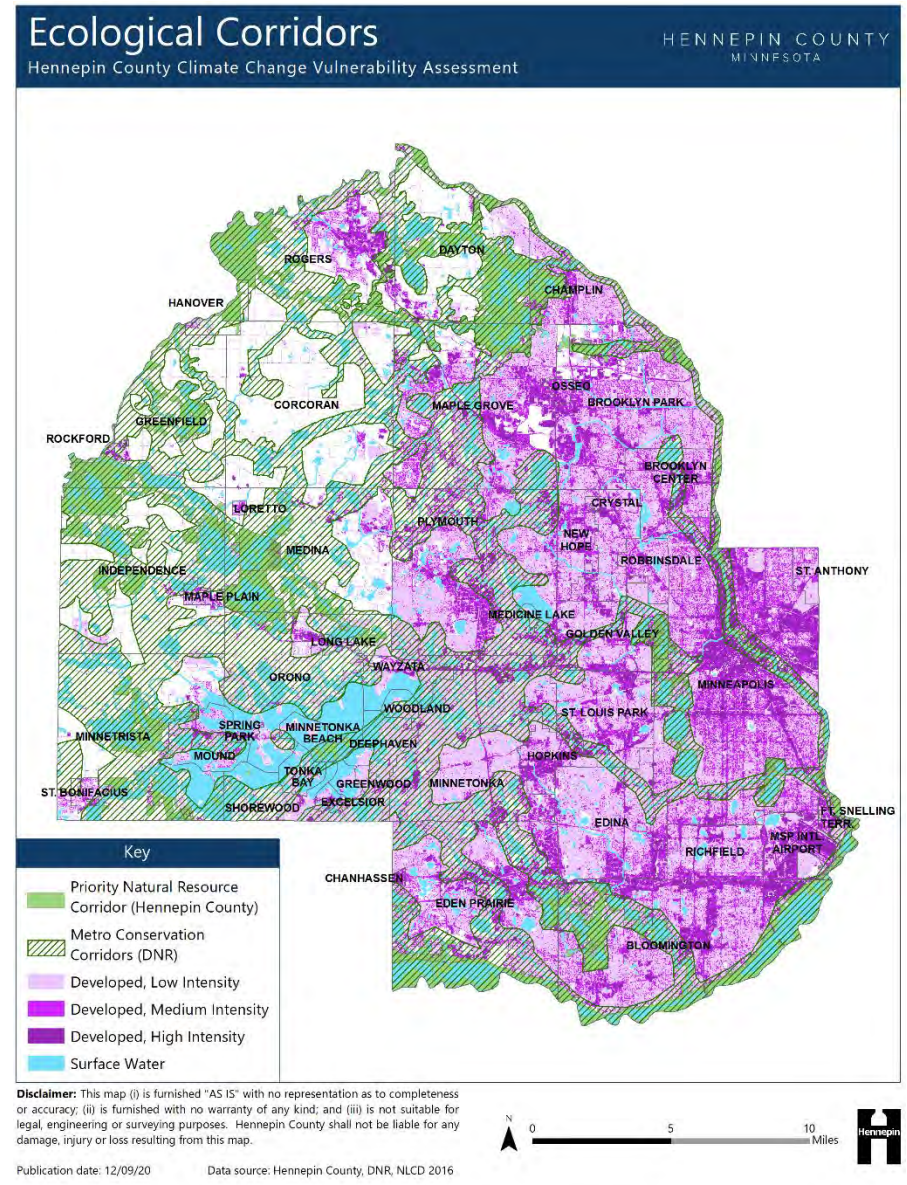 Ecological Corridors
Hennepin County Climate Change Vulnerability Assessment
HENNEPIN COUNTY
MINNESOTA
DAYTON
ROGERS
CHAMPLIN
HANOVER
OSSEO
BROOKLYN PARK
CORCORAN
MAPLE GROVE
GREENFIELD
ROCKFORD
BROOKLYN
CENTER
CRYSTAL
LORETTO
PLYMOUTH
NEW
HOPE
MEDINA
ROBBINSDALE
INDEPENDENCE
ST. ANTHONY
MAPLE PLAIN
MEDICINE LAKE
GOLDEN VALLEY
LONG LAKE
WAYZATA
ORONO
MINNEAPOLIS
WOODLAND
ST. LOUIS PARK
SPRING
PARK
MINNETONKA
BEACH
MINNETRISTA
DEEPHAVEN
MOUND
HOPKINS
TONKA
BAY
GREENWOOD
MINNETONKA
ST. BONIFACIUS
EXCELSIOR
SHOREWOOD
FT. SNELLING
TERR.
EDINA
MSP INTL
AIRPORT
RICHFIELD
CHANHASSEN
EDEN PRAIRIE
BLOOMINGTON
Key
Priority Natural Resource
Corridor (Hennepin County)
Metro Conservation
Corridors (DNR)
Developed, Low Intensity
Developed, Medium Intensity
Developed, High Intensity
Surface Water
Disclaimer: This map (i) is furnished "AS IS" with no representation as to completeness
or accuracy; (ii) is furnished with no warranty of any kind; and (iii) is not suitable for
legal, engineering or surveying purposes. Hennepin County shall not be liable for any
damage, injury or loss resulting from this map.
Publication date: 12/09/20
Data source: Hennepin County, DNR, NLCD 2016
N
0
5
10
Miles
Hennepin